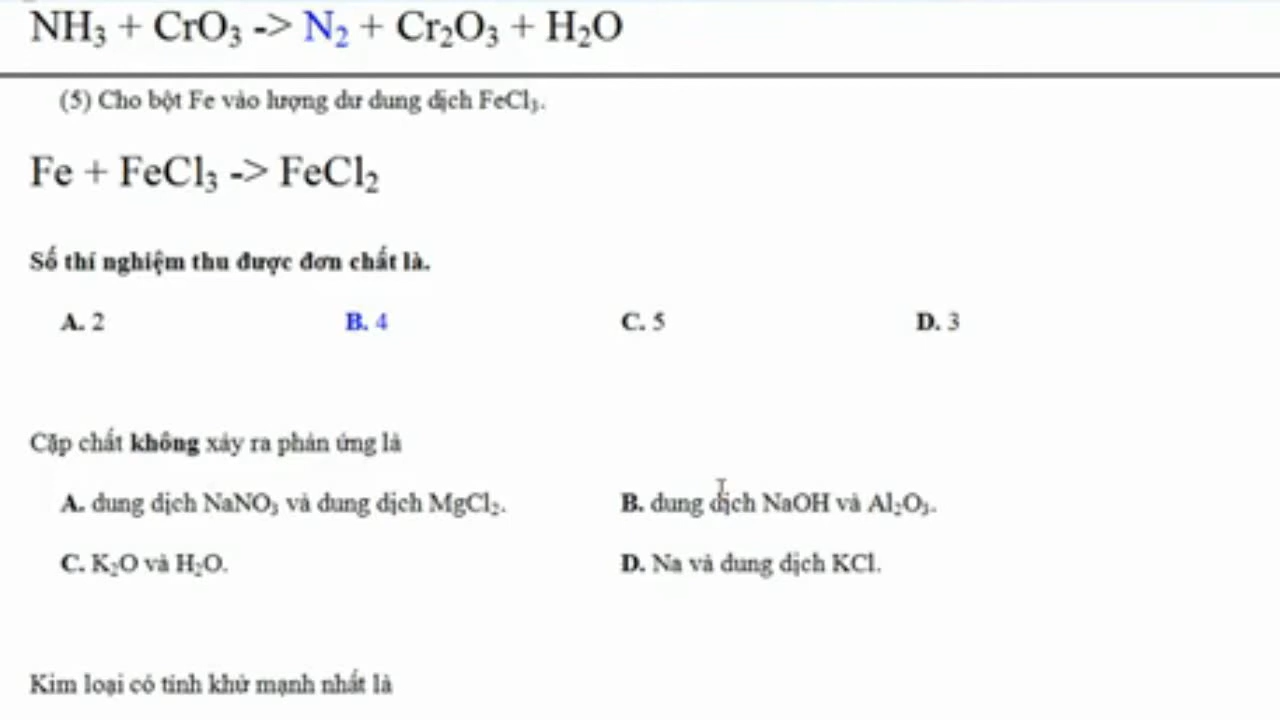 NH₃ + CrO₃ -> N₂ + Cr₂O₃ + H₂O
(5) Cho bột Fe vào lượng dư dung dịch FeCl₃.
Fe + FeCl₃ -> FeCl₂
Số thí nghiệm thu được đơn chất là.
A. 2 B. 4 C. 5 D. 3
Cặp chất không xảy ra phản ứng là
A. dung dịch NaNO₃ và dung dịch MgCl₂. B. dung dịch NaOH và Al₂O₃.
C. K₂O và H₂O. D. Na và dung dịch KCl.
Kim loại có tính khử mạnh nhất là